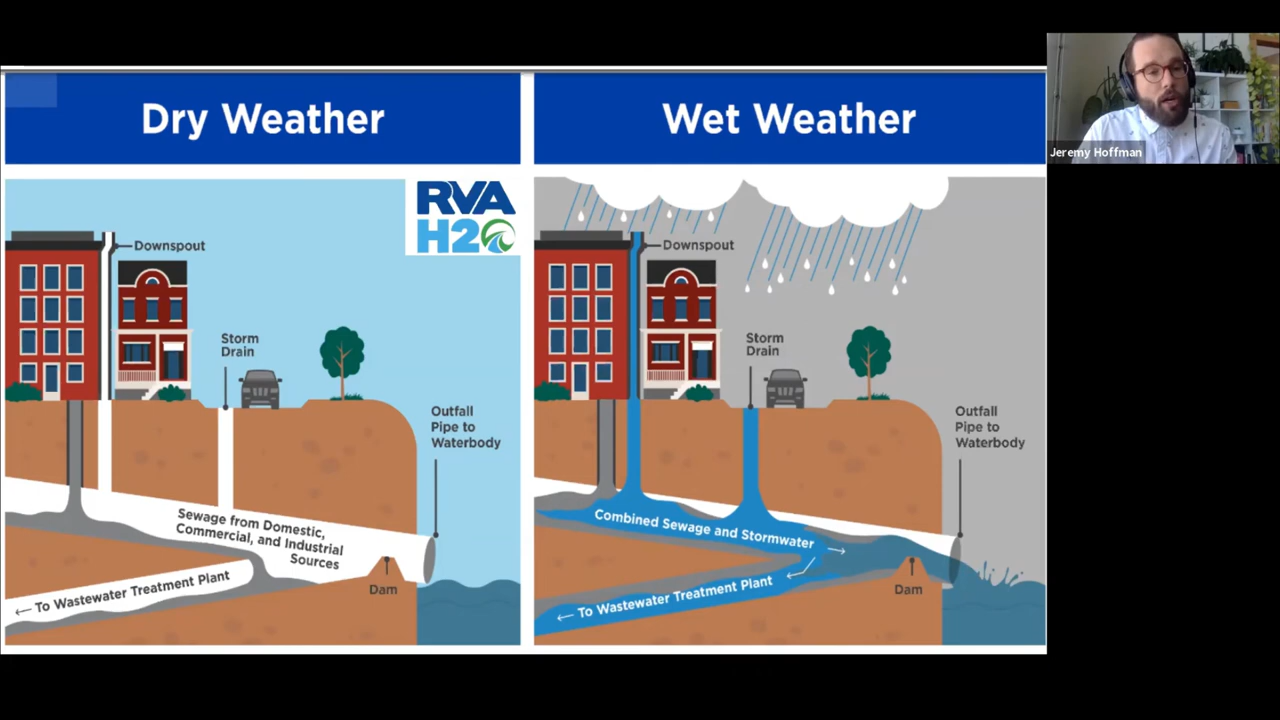 Dry Weather
RVA
H2O
Downspout
Storm
Drain
Outfall
Pipe to
Waterbody
Sewage from Domestic,
Commercial, and Industrial
Sources
← To Wastewater Treatment Plant
Dam
Wet Weather
Downspout
Storm
Drain
Outfall
Pipe to
Waterbody
Combined Sewage and Stormwater →
← To Wastewater Treatment Plant
Dam
Jeremy Hoffman